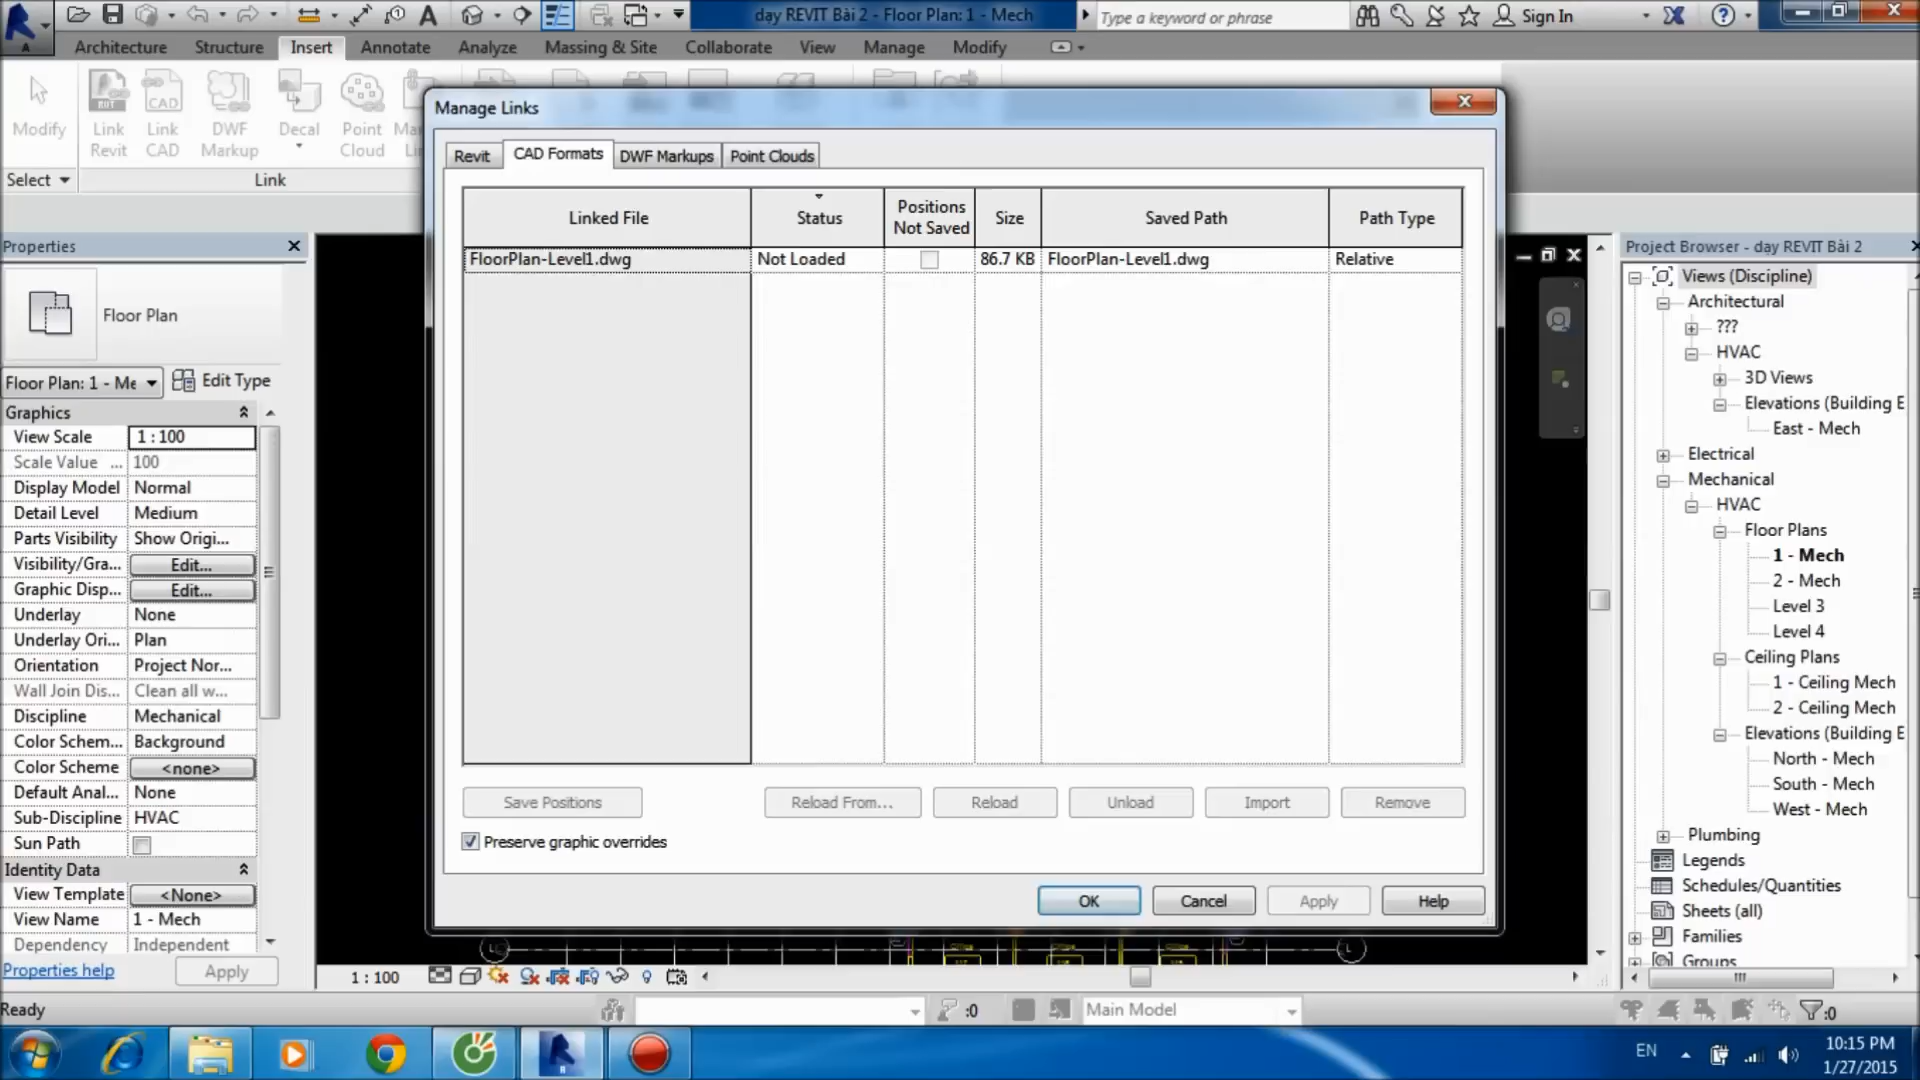 dạy REVIT Bài 2 - Floor Plan: 1 - Mech
Type a keyword or phrase
Sign In
Architecture
Structure
Insert
Annotate
Analyze
Massing & Site
Collaborate
View
Manage
Modify
Modify
Link
Revit
Link
CAD
DWF
Markup
Decal
Point
Cloud
Select
Link
Manage Links
Revit
CAD Formats
DWF Markups
Point Clouds
Linked File
Status
Positions
Not Saved
Size
Saved Path
Path Type
FloorPlan-Level1.dwg
Not Loaded
86.7 KB
FloorPlan-Level1.dwg
Relative
Save Positions
Reload From...
Reload
Unload
Import
Remove
Preserve graphic overrides
OK
Cancel
Apply
Help
Properties
Floor Plan
Floor Plan: 1 - Me
Edit Type
Graphics
View Scale
1 : 100
Scale Value ...
100
Display Model
Normal
Detail Level
Medium
Parts Visibility
Show Origi...
Visibility/Gra...
Edit...
Graphic Disp...
Edit...
Underlay
None
Underlay Ori...
Plan
Orientation
Project Nor...
Wall Join Dis...
Clean all w...
Discipline
Mechanical
Color Schem...
Background
Color Scheme
<none>
Default Anal...
None
Sub-Discipline
HVAC
Sun Path
Identity Data
View Template
<None>
View Name
1 - Mech
Dependency
Independent
Properties help
Apply
Project Browser - dạy REVIT Bài 2
Views (Discipline)
Architectural
???
HVAC
3D Views
Elevations (Building E
East - Mech
Electrical
Mechanical
HVAC
Floor Plans
1 - Mech
2 - Mech
Level 3
Level 4
Ceiling Plans
1 - Ceiling Mech
2 - Ceiling Mech
Elevations (Building E
North - Mech
South - Mech
West - Mech
Plumbing
Legends
Schedules/Quantities
Sheets (all)
Families
Groups
1 : 100
Ready
:0
Main Model
:0
EN
10:15 PM
1/27/2015